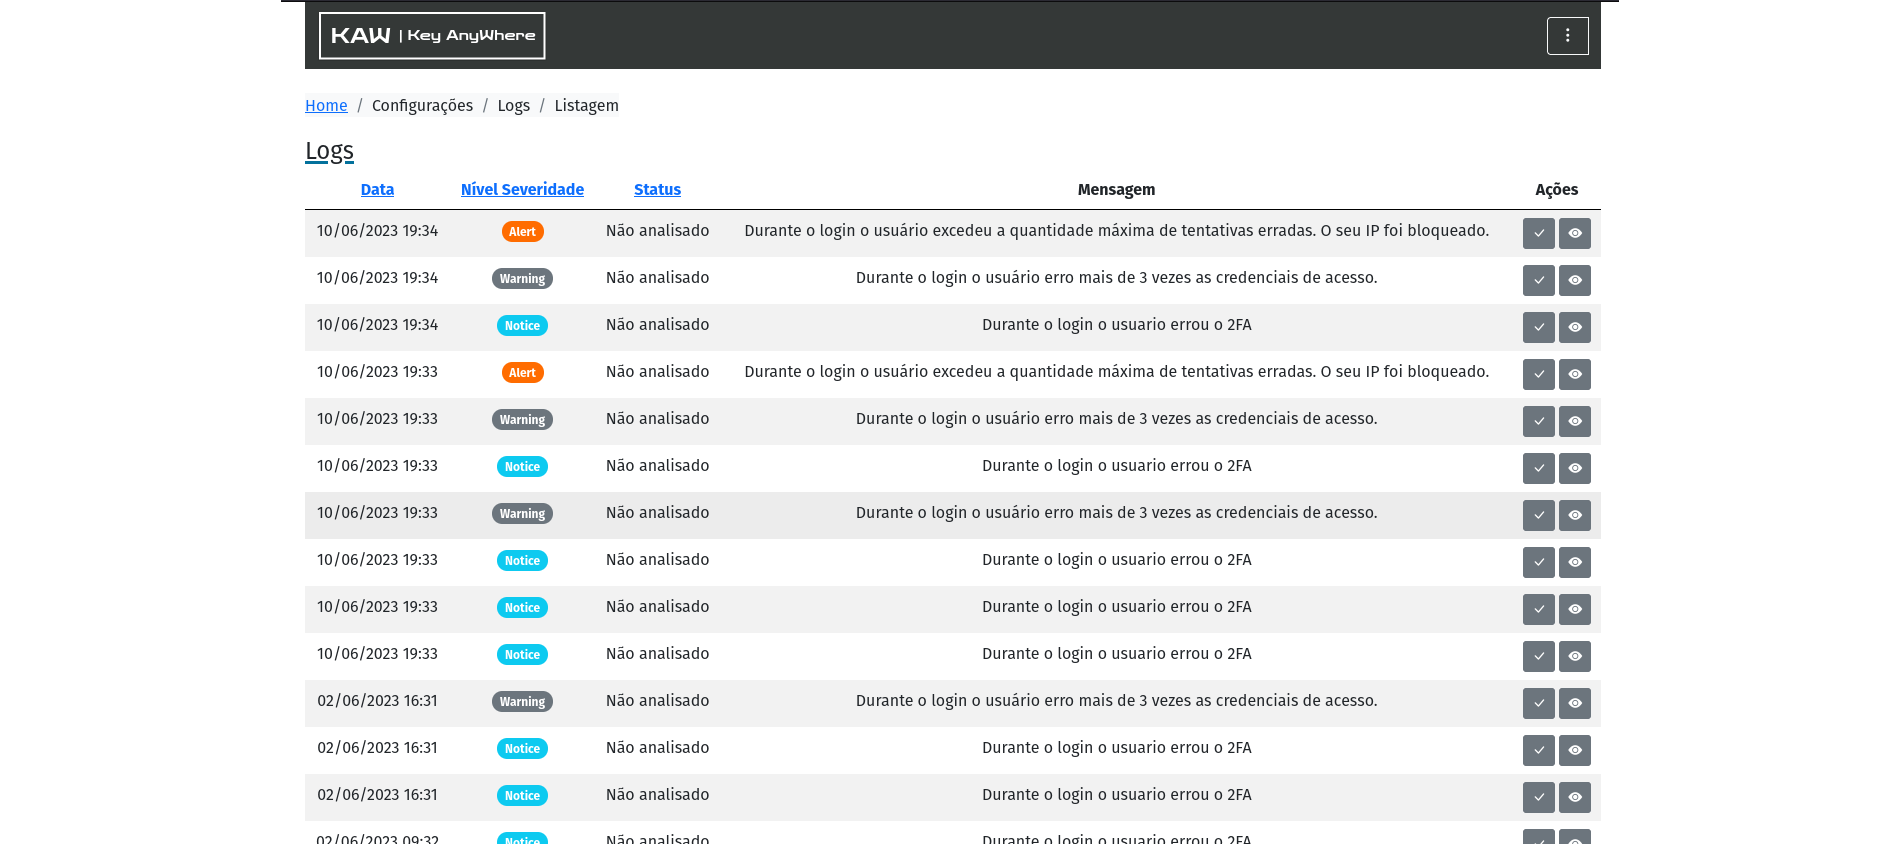 KAW | Key AnyWhere
Home / Configurações / Logs / Listagem
Logs
Data Nível Severidade Status Mensagem Ações
10/06/2023 19:34 Alert Não analisado Durante o login o usuário excedeu a quantidade máxima de tentativas erradas. O seu IP foi bloqueado.
10/06/2023 19:34 Warning Não analisado Durante o login o usuário erro mais de 3 vezes as credenciais de acesso.
10/06/2023 19:34 Notice Não analisado Durante o login o usuario errou o 2FA
10/06/2023 19:33 Alert Não analisado Durante o login o usuário excedeu a quantidade máxima de tentativas erradas. O seu IP foi bloqueado.
10/06/2023 19:33 Warning Não analisado Durante o login o usuário erro mais de 3 vezes as credenciais de acesso.
10/06/2023 19:33 Notice Não analisado Durante o login o usuario errou o 2FA
10/06/2023 19:33 Warning Não analisado Durante o login o usuário erro mais de 3 vezes as credenciais de acesso.
10/06/2023 19:33 Notice Não analisado Durante o login o usuario errou o 2FA
10/06/2023 19:33 Notice Não analisado Durante o login o usuario errou o 2FA
10/06/2023 19:33 Notice Não analisado Durante o login o usuario errou o 2FA
02/06/2023 16:31 Warning Não analisado Durante o login o usuário erro mais de 3 vezes as credenciais de acesso.
02/06/2023 16:31 Notice Não analisado Durante o login o usuario errou o 2FA
02/06/2023 16:31 Notice Não analisado Durante o login o usuario errou o 2FA
02/06/2023 09:32 Notice Não analisado Durante o login o usuario errou o 2FA